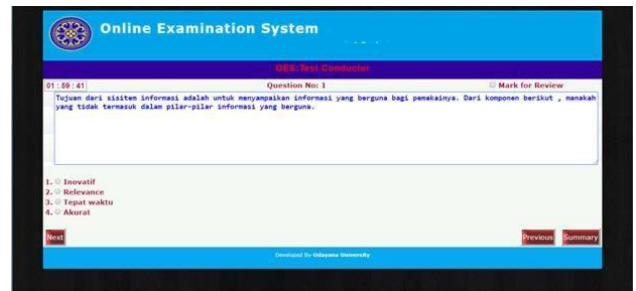 Online Examination System
OES:Test Conductor
01 : 59 : 41 Question No: 1 Mark for Review
Tujuan dari sisitem informasi adalah untuk menyampaikan informasi yang berguna bagi pemakainya. Dari komponen berikut , manakah
yang tidak termasuk dalam pilar-pilar informasi yang berguna.
1. Inovatif
2. Relevance
3. Tepat waktu
4. Akurat
Next Previous Summary
Developed By-Udayana University